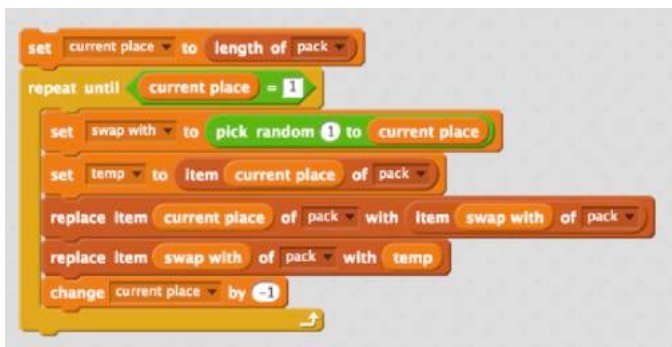 set current place to length of pack
repeat until current place = 1
set swap with to pick random 1 to current place
set temp to item current place of pack
replace item current place of pack with item swap with of pack
replace item swap with of pack with temp
change current place by -1